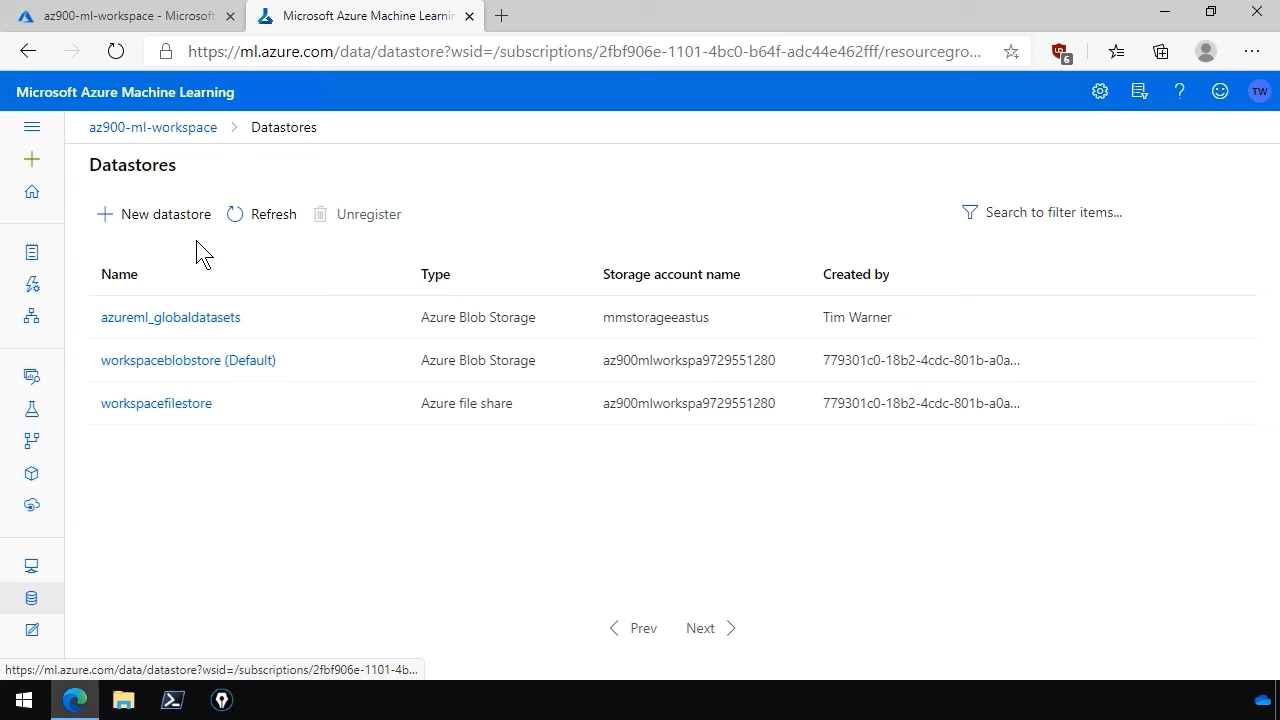 az900-ml-workspace - Microsoft
Microsoft Azure Machine Learnin
https://ml.azure.com/data/datastore?wsid=/subscriptions/2fbf906e-1101-4bc0-b64f-adc44e462fff/resourcegro...
6
Microsoft Azure Machine Learning
TW
az900-ml-workspace > Datastores
Datastores
New datastore Refresh Unregister Search to filter items...
Name Type Storage account name Created by
azureml_globaldatasets Azure Blob Storage mmstorageeastus Tim Warner
workspaceblobstore (Default) Azure Blob Storage az900mlworkspa9729551280 779301c0-18b2-4cdc-801b-a0a...
workspacefilestore Azure file share az900mlworkspa9729551280 779301c0-18b2-4cdc-801b-a0a...
< Prev Next >
https://ml.azure.com/data/datastore?wsid=/subscriptions/2fbf906e-1101-4b...